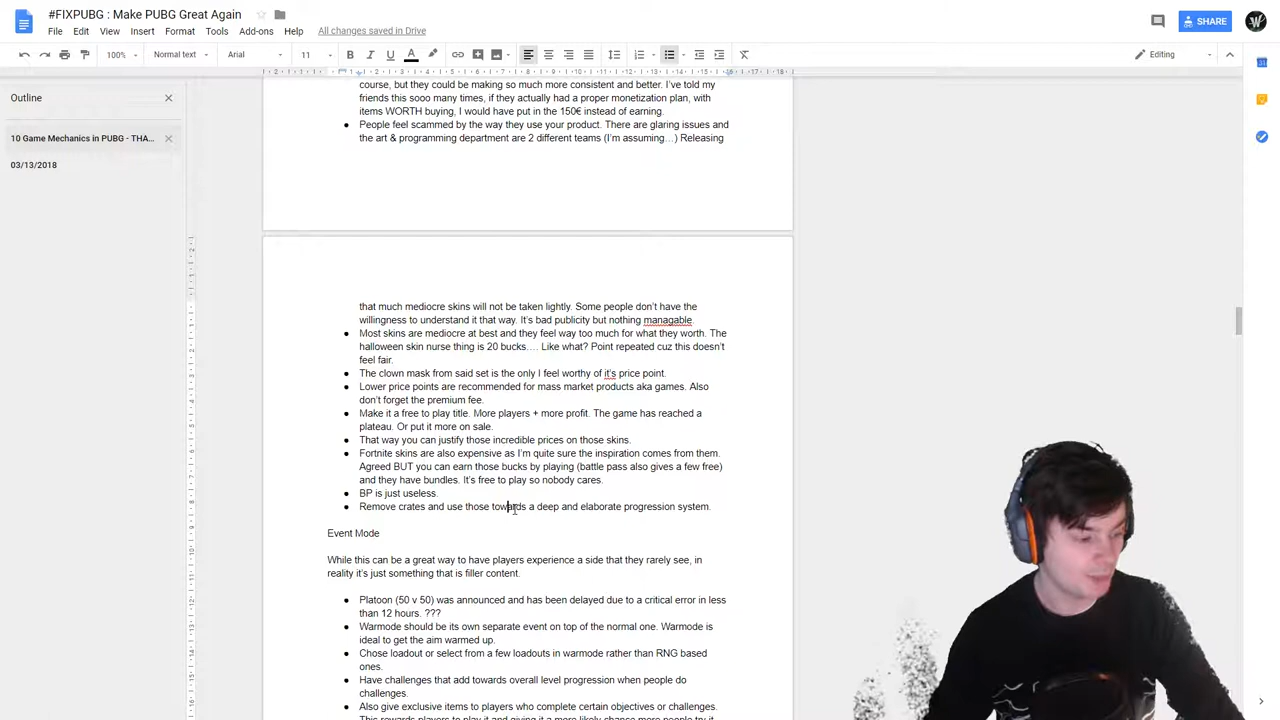 #FIXPUBG : Make PUBG Great Again
File Edit View Insert Format Tools Add-ons Help All changes saved in Drive
SHARE
100% Normal text Arial 11 Editing
Outline
10 Game Mechanics in PUBG - THA...
03/13/2018
course, but they could be making so much more consistent and better. I've told my
friends this sooo many times, if they actually had a proper monetization plan, with
items WORTH buying, I would have put in the 150€ instead of earning.
● People feel scammed by the way they use your product. There are glaring issues and
the art & programming department are 2 different teams (I'm assuming...) Releasing
that much mediocre skins will not be taken lightly. Some people don't have the
willingness to understand it that way. It's bad publicity but nothing managable.
● Most skins are mediocre at best and they feel way too much for what they worth. The
halloween skin nurse thing is 20 bucks.... Like what? Point repeated cuz this doesn't
feel fair.
● The clown mask from said set is the only I feel worthy of it's price point.
● Lower price points are recommended for mass market products aka games. Also
don't forget the premium fee.
● Make it a free to play title. More players + more profit. The game has reached a
plateau. Or put it more on sale.
● That way you can justify those incredible prices on those skins.
● Fortnite skins are also expensive as I'm quite sure the inspiration comes from them.
Agreed BUT you can earn those bucks by playing (battle pass also gives a few free)
and they have bundles. It's free to play so nobody cares.
● BP is just useless.
● Remove crates and use those towards a deep and elaborate progression system.
Event Mode
While this can be a great way to have players experience a side that they rarely see, in
reality it's just something that is filler content.
● Platoon (50 v 50) was announced and has been delayed due to a critical error in less
than 12 hours. ???
● Warmode should be its own separate event on top of the normal one. Warmode is
ideal to get the aim warmed up.
● Chose loadout or select from a few loadouts in warmode rather than RNG based
ones.
● Have challenges that add towards overall level progression when people do
challenges.
● Also give exclusive items to players who complete certain objectives or challenges.
This rewards players to play it and giving it a more likely chance more people try it